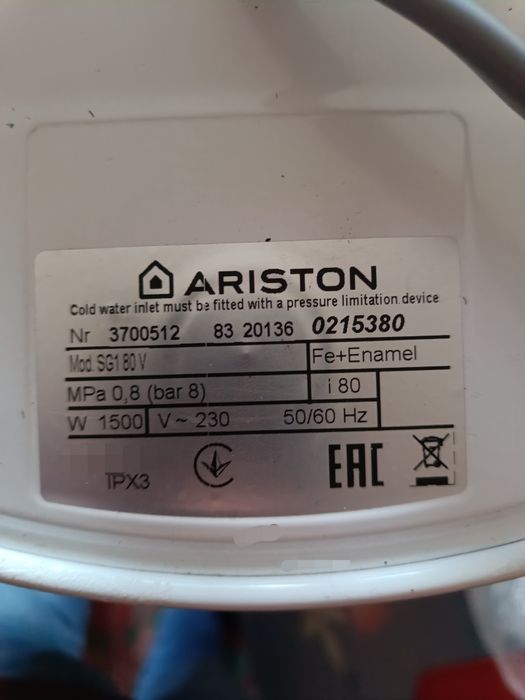 ARISTON
Cold water inlet must be fitted with a pressure limitation device
Nr 3700512 83 20136 0215380
Mod. SG1 80 V Fe+Enamel
MPa 0,8 (bar 8) i 80
W 1500 V ~ 230 50/60 Hz
IPX3 EAC